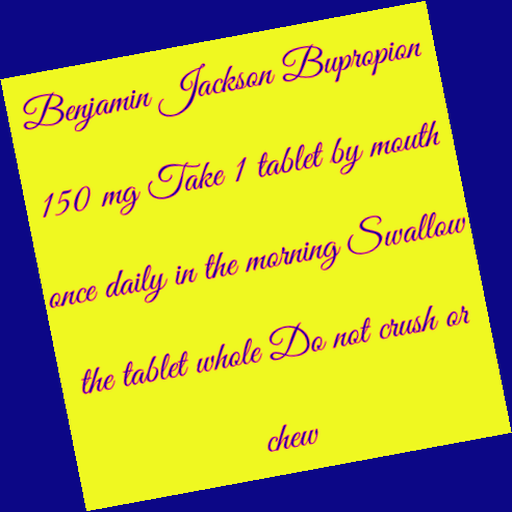 Benjamin Jackson Bupropion
150 mg Take 1 tablet by mouth
once daily in the morning Swallow
the tablet whole Do not crush or
chew